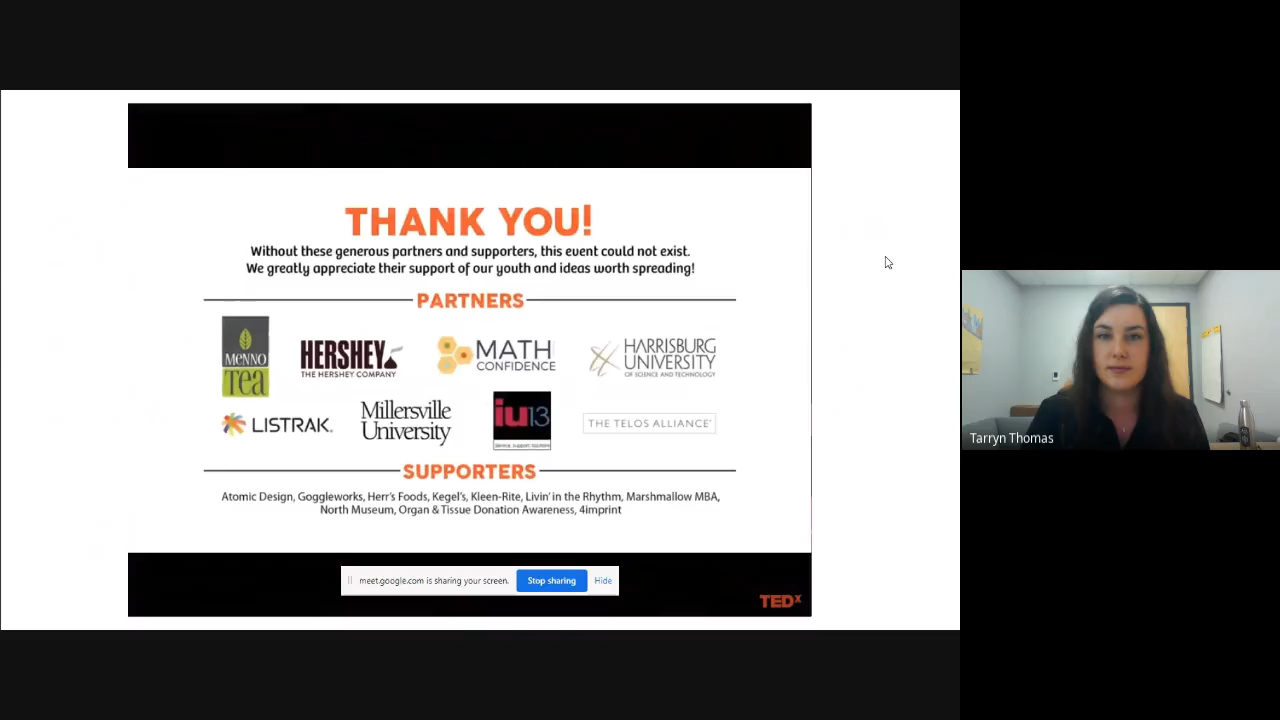 THANK YOU!
Without these generous partners and supporters, this event could not exist.
We greatly appreciate their support of our youth and ideas worth spreading!
PARTNERS
MENNO
tea
HERSHEY
THE HERSHEY COMPANY
MATH
CONFIDENCE
HARRISBURG
UNIVERSITY
OF SCIENCE AND TECHNOLOGY
LISTRAK.
Millersville
University
iu13
THE TELOS ALLIANCE®
SUPPORTERS
Atomic Design, Goggleworks, Herr's Foods, Kegel's, Kleen-Rite, Livin' in the Rhythm, Marshmallow MBA,
North Museum, Organ & Tissue Donation Awareness, 4imprint
meet.google.com is sharing your screen.
Stop sharing
Hide
TEDx
Tarryn Thomas